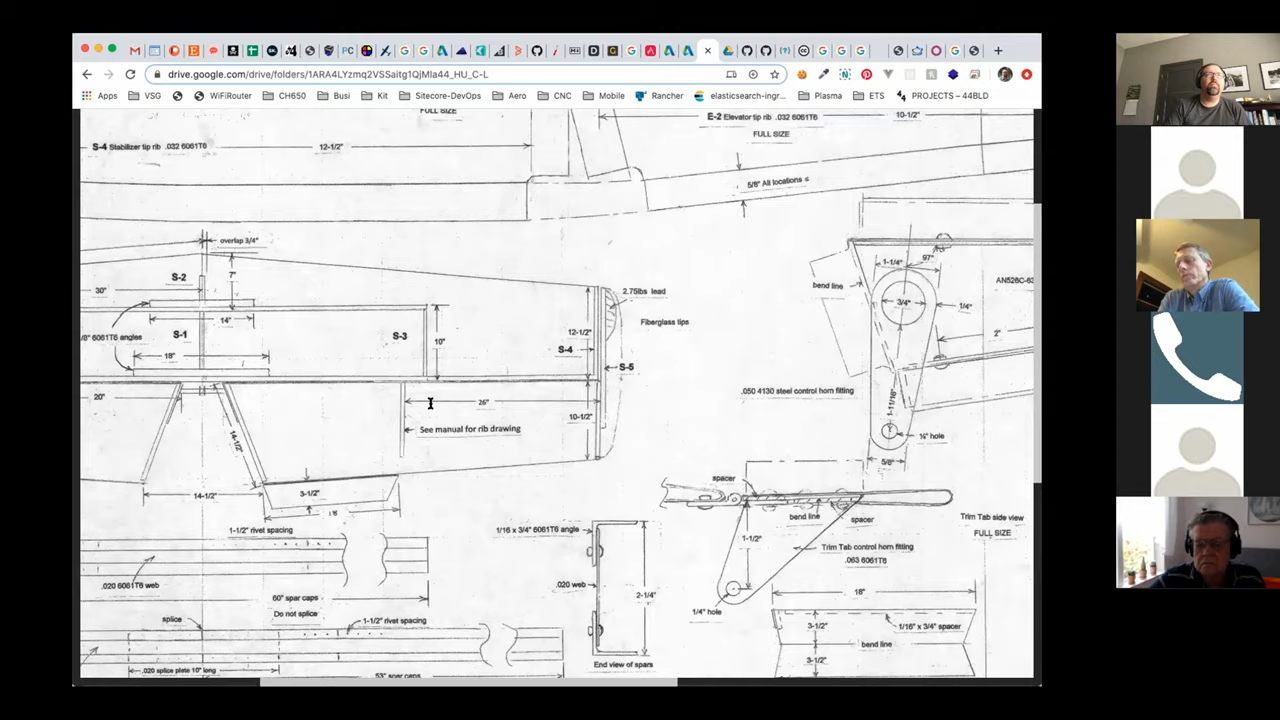 PC
drive.google.com/drive/folders/1ARA4LYzmq2VSSaitg1QjMla44_HU_C-L
Apps VSG WiFiRouter CH650 Busi Kit Sitecore-DevOps Aero CNC Mobile Rancher elasticsearch-ingr... Plasma ETS PROJECTS – 44BLD
FULL SIZE
E-2 Elevator tip rib .032 6061T6
10-1/2"
FULL SIZE
S-4 Stabilizer tip rib .032 6061T6
12-1/2"
5/8" All locations
overlap 3/4"
S-2
7"
30"
14"
/8" 6061T6 angles
S-1
18"
S-3
10"
2.75lbs lead
Fiberglass tips
12-1/2"
S-4
S-5
1-1/4"
97°
bend line
AN526C-63
3/4"
1/4"
2"
.050 4130 steel control horn fitting
1-11/16"
¼" hole
5/8"
20"
26"
10-1/2"
See manual for rib drawing
14-1/2"
14-1/2"
3-1/2"
18"
1-1/2" rivet spacing
.020 6061T6 web
60" spar caps
Do not splice
splice
1-1/2" rivet spacing
.020 splice plate 10" long
53" spar caps
1/16 x 3/4" 6061T6 angle
.020 web
2-1/4"
End view of spars
spacer
bend line
spacer
Trim Tab side view
FULL SIZE
1-1/2"
Trim Tab control horn fitting
.063 6061T6
1/4" hole
18"
3-1/2"
1/16" x 3/4" spacer
bend line
3-1/2"